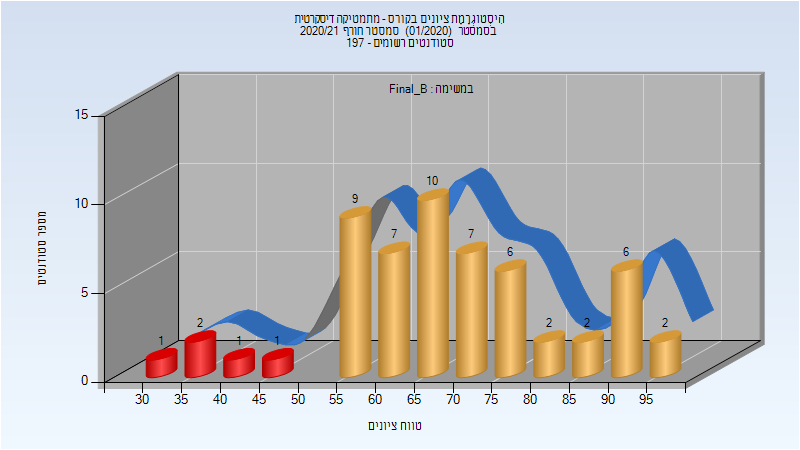 היסטוגרמת ציונים בקורס - מתמטיקה דיסקרטית
בסמסטר (01/2020) סמסטר חורף 2020/21
סטודנטים רשומים - 197
במשימה : Final_B
15
10
5
0
מספר סטודנטים
1
2
1
1
9
7
10
7
6
2
2
6
2
30 35 40 45 50 55 60 65 70 75 80 85 90 95
טווח ציונים